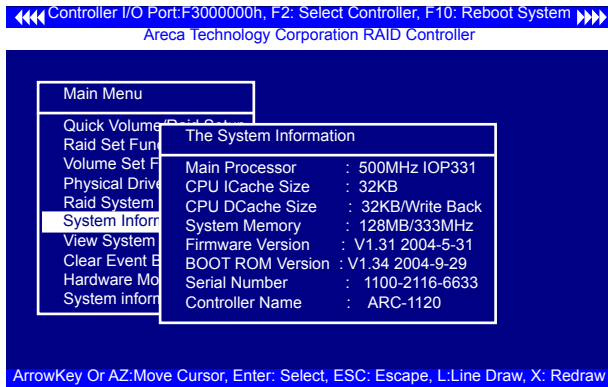 Controller I/O Port:F3000000h, F2: Select Controller, F10: Reboot System
Areca Technology Corporation RAID Controller
Main Menu
Quick Volume/Raid Setup
Raid Set Fun
Volume Set F
Physical Drive
Raid System
System Inform
View System
Clear Event B
Hardware Mo
System inform
The System Information
Main Processor : 500MHz IOP331
CPU ICache Size : 32KB
CPU DCache Size : 32KB/Write Back
System Memory : 128MB/333MHz
Firmware Version : V1.31 2004-5-31
BOOT ROM Version : V1.34 2004-9-29
Serial Number : 1100-2116-6633
Controller Name : ARC-1120
ArrowKey Or AZ:Move Cursor, Enter: Select, ESC: Escape, L:Line Draw, X: Redraw